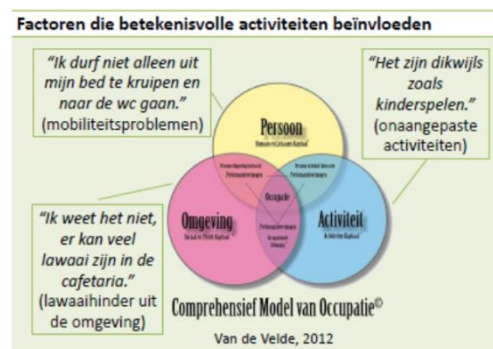 Factoren die betekenisvolle activiteiten beïnvloeden
“Ik durf niet alleen uit
mijn bed te kruipen en
naar de wc gaan.”
(mobiliteitsproblemen)
“Het zijn dikwijls
zoals
kinderspelen.”
(onaangepaste
activiteiten)
Persoon
Occupatie
Omgeving
Activiteit
“Ik weet het niet,
er kan veel
lawaai zijn in de
cafetaria.”
(lawaaihinder uit
de omgeving)
Comprehensief Model van Occupatie©
Van de Velde, 2012